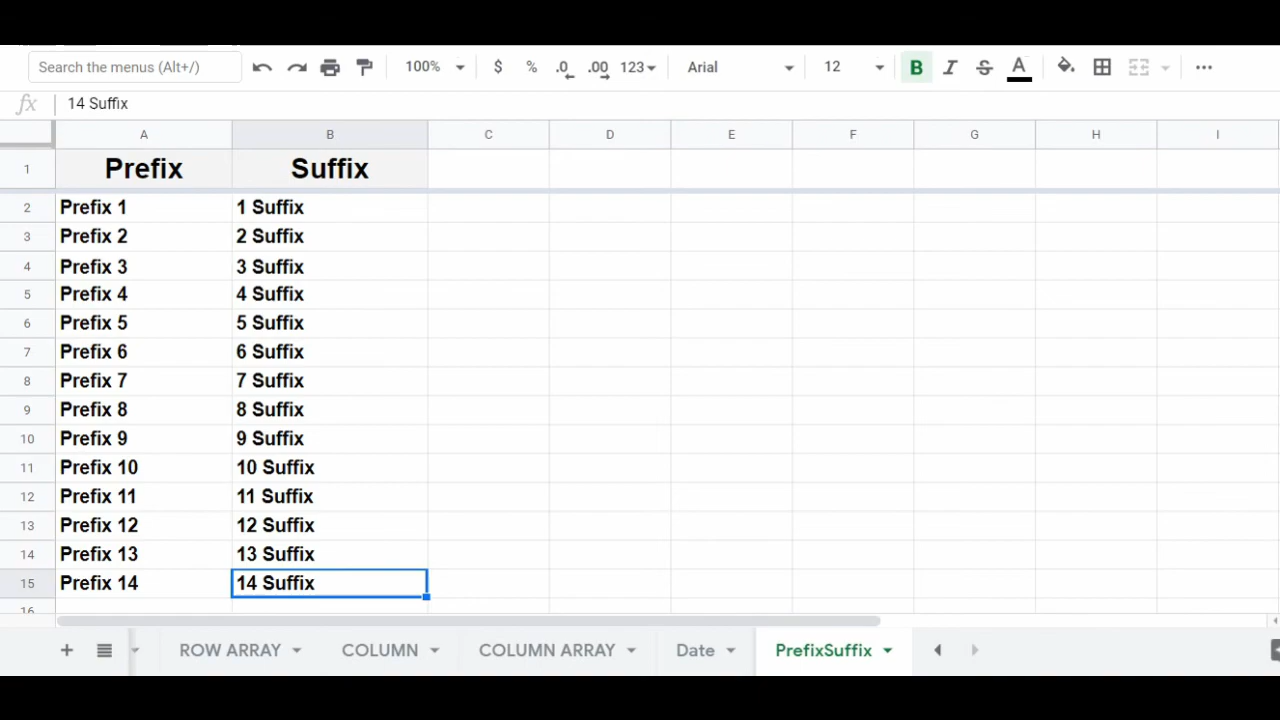 Search the menus (Alt+/) 100% $ % .0 .00 123 Arial 12 B I S A
fx 14 Suffix
A B C D E F G H I
1 Prefix Suffix
2 Prefix 1 1 Suffix
3 Prefix 2 2 Suffix
4 Prefix 3 3 Suffix
5 Prefix 4 4 Suffix
6 Prefix 5 5 Suffix
7 Prefix 6 6 Suffix
8 Prefix 7 7 Suffix
9 Prefix 8 8 Suffix
10 Prefix 9 9 Suffix
11 Prefix 10 10 Suffix
12 Prefix 11 11 Suffix
13 Prefix 12 12 Suffix
14 Prefix 13 13 Suffix
15 Prefix 14 14 Suffix
16
ROW ARRAY COLUMN COLUMN ARRAY Date PrefixSuffix